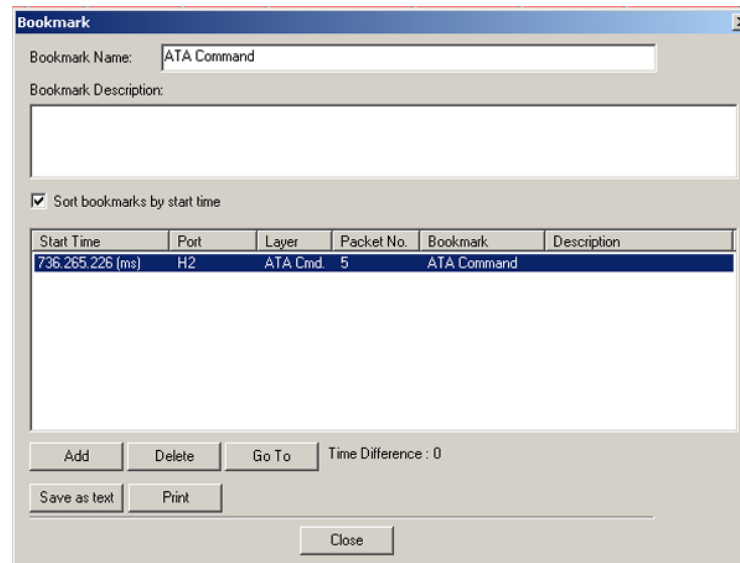 Bookmark
Bookmark Name: ATA Command
Bookmark Description:
Sort bookmarks by start time
Start Time Port Layer Packet No. Bookmark Description
736.265.226 (ms) H2 ATA Cmd. 5 ATA Command
Add Delete Go To Time Difference : 0
Save as text Print
Close